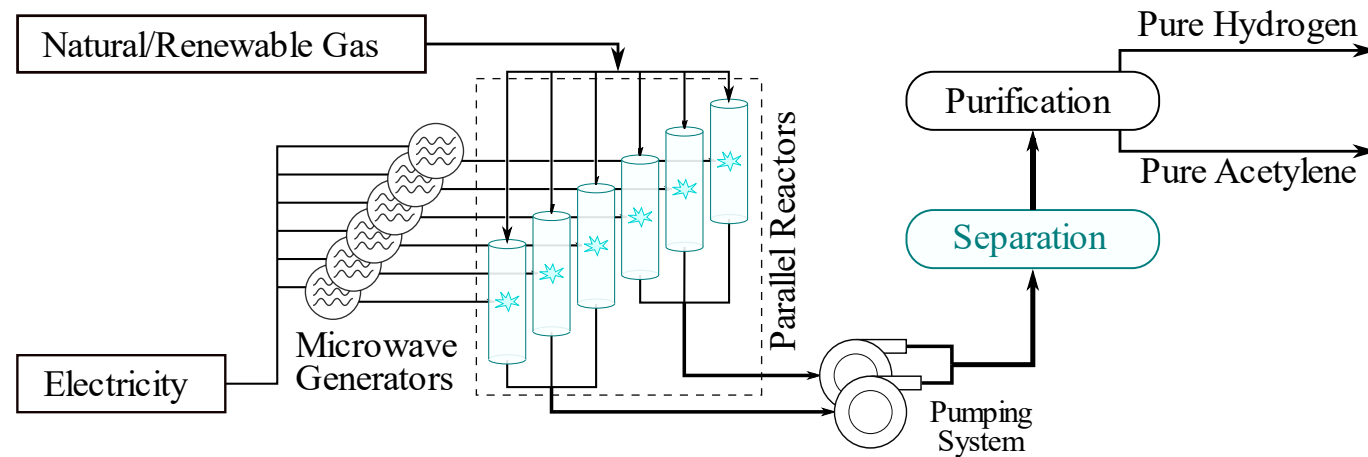 Natural/Renewable Gas
Electricity
Microwave
Generators
Parallel Reactors
Pumping
System
Separation
Purification
Pure Hydrogen
Pure Acetylene